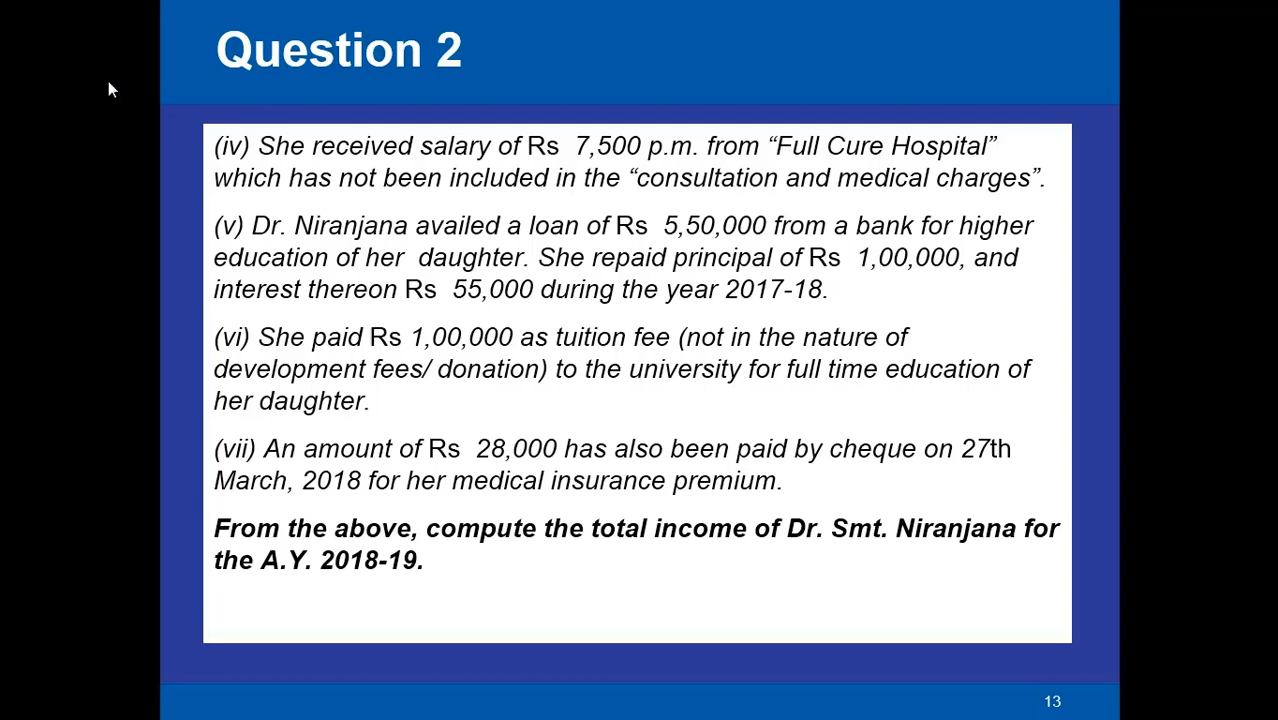 Question 2
(iv) She received salary of Rs 7,500 p.m. from “Full Cure Hospital”
which has not been included in the “consultation and medical charges”.
(v) Dr. Niranjana availed a loan of Rs 5,50,000 from a bank for higher
education of her daughter. She repaid principal of Rs 1,00,000, and
interest thereon Rs 55,000 during the year 2017-18.
(vi) She paid Rs 1,00,000 as tuition fee (not in the nature of
development fees/ donation) to the university for full time education of
her daughter.
(vii) An amount of Rs 28,000 has also been paid by cheque on 27th
March, 2018 for her medical insurance premium.
From the above, compute the total income of Dr. Smt. Niranjana for
the A.Y. 2018-19.
13